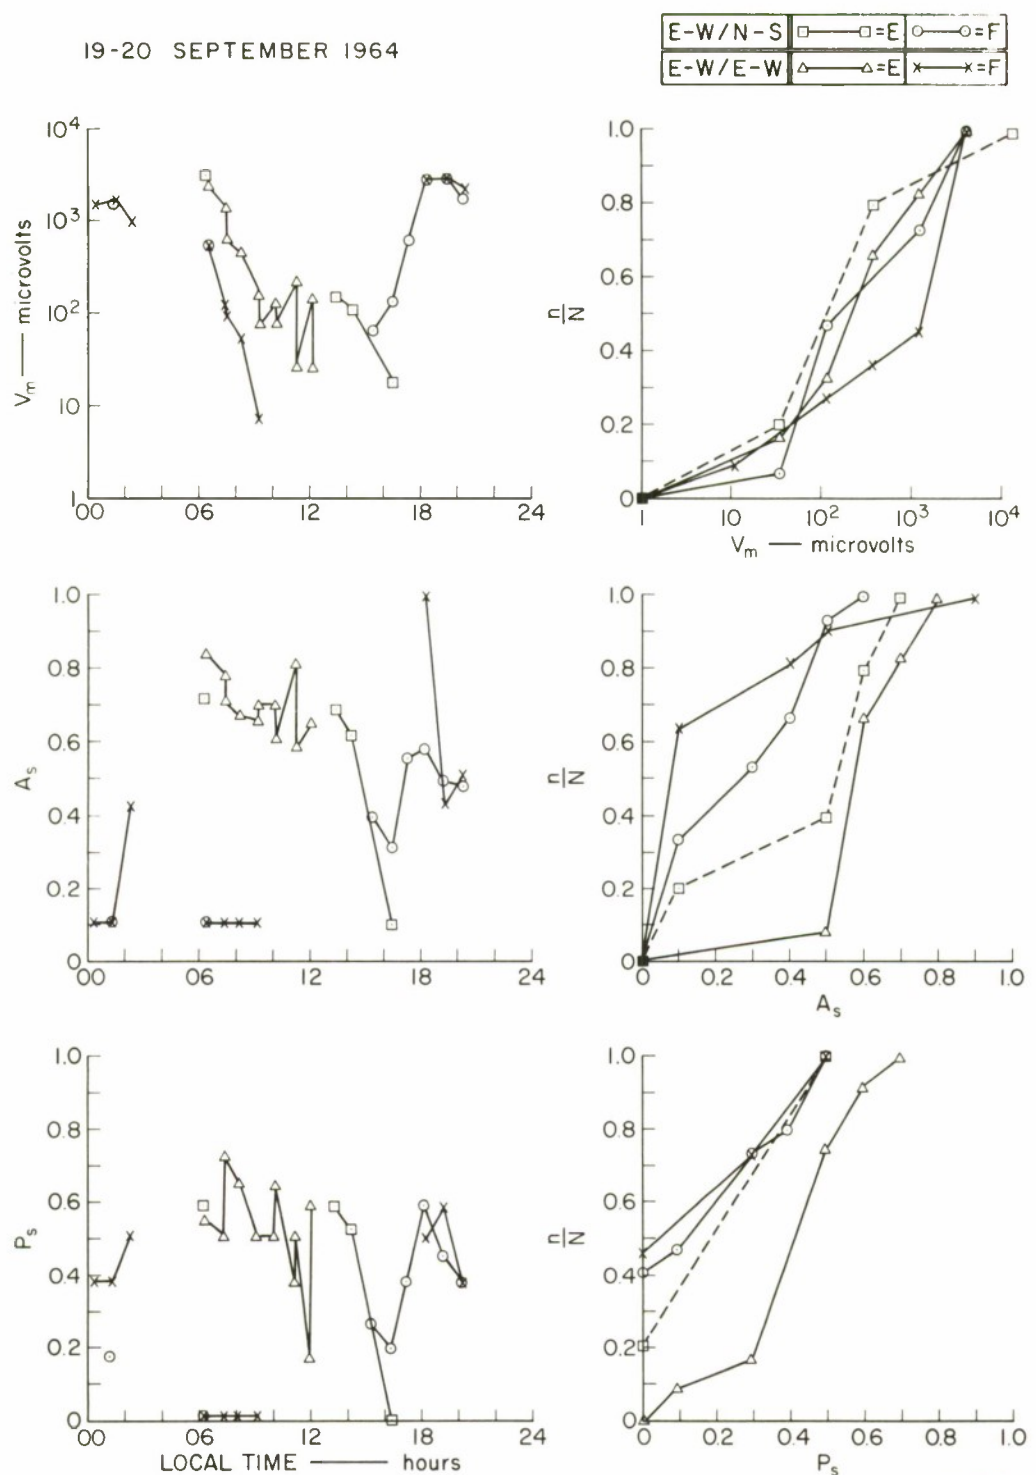 19-20 SEPTEMBER 1964
E-W/N-S □—□=E ○—○=F
E-W/E-W △—△=E ×—×=F
10⁴
10³
10²
10
1
Vₘ — microvolts
00 06 12 18 24
1.0
0.8
0.6
0.4
0.2
0
n/N
1 10 10² 10³ 10⁴
Vₘ — microvolts
1.0
0.8
0.6
0.4
0.2
0
Aₛ
00 06 12 18 24
1.0
0.8
0.6
0.4
0.2
0
n/N
0 0.2 0.4 0.6 0.8 1.0
Aₛ
1.0
0.8
0.6
0.4
0.2
0
Pₛ
00 06 12 18 24
LOCAL TIME — hours
1.0
0.8
0.6
0.4
0.2
0
n/N
0 0.2 0.4 0.6 0.8 1.0
Pₛ